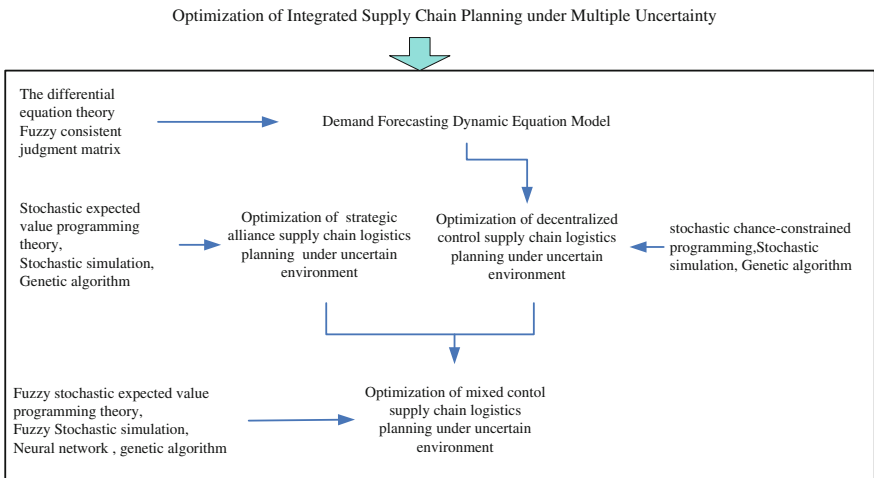 Optimization of Integrated Supply Chain Planning under Multiple Uncertainty
The differential
equation theory
Fuzzy consistent
judgment matrix
Demand Forecasting Dynamic Equation Model
Stochastic expected
value programming
theory,
Stochastic simulation,
Genetic algorithm
Optimization of strategic
alliance supply chain logistics
planning under uncertain
environment
Optimization of decentralized
control supply chain logistics
planning under uncertain
environment
stochastic chance-constrained
programming,Stochastic
simulation, Genetic algorithm
Fuzzy stochastic expected value
programming theory,
Fuzzy Stochastic simulation,
Neural network , genetic algorithm
Optimization of mixed contol
supply chain logistics
planning under uncertain
environment